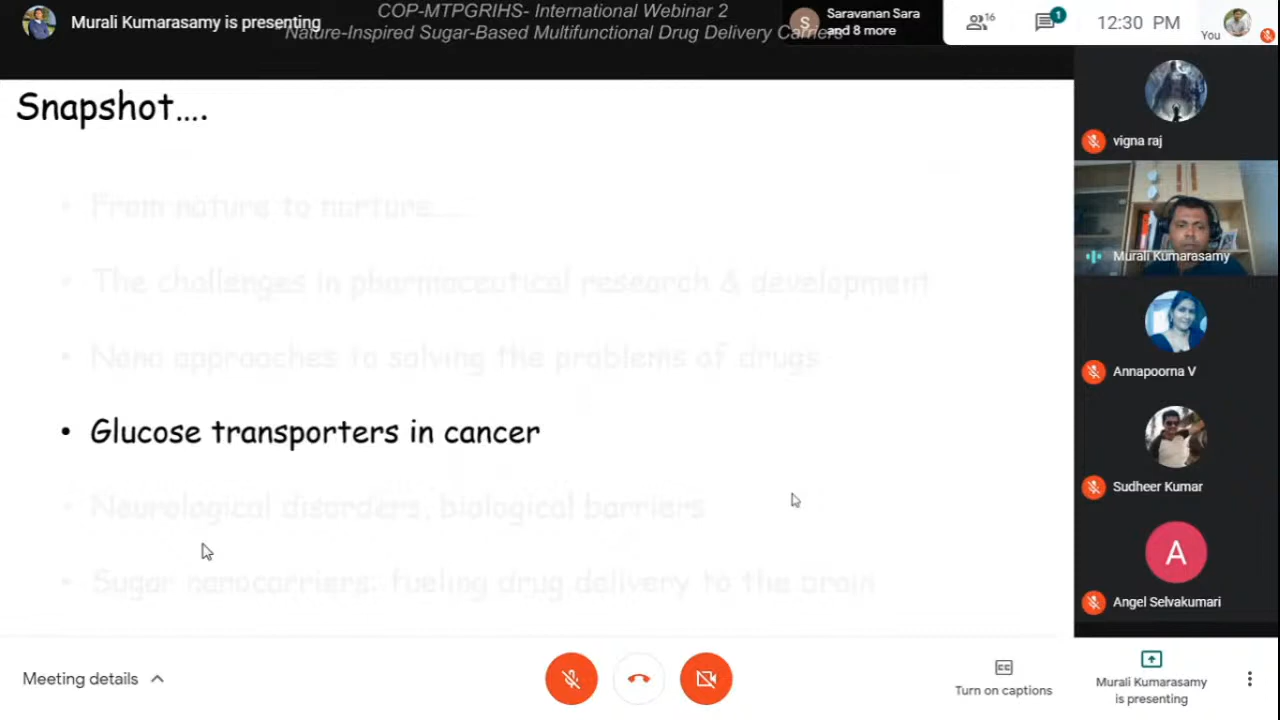 COP-MTPGRIHS- International Webinar 2
Murali Kumarasamy is presenting
Nature-Inspired Sugar-Based Multifunctional Drug Delivery Carriers
S
Saravanan Sara
and 8 more
16
1
12:30 PM
You
Snapshot....
• From nature to nurture.....
• The challenges in pharmaceutical research & development
• Nano approaches to solving the problems of drugs
• Glucose transporters in cancer
• Neurological disorders, biological barriers
• Sugar nanocarriers: fueling drug delivery to the brain
vigna raj
Murali Kumarasamy
Annapoorna V
Sudheer Kumar
A
Angel Selvakumari
Meeting details
CC
Turn on captions
Murali Kumarasamy
is presenting